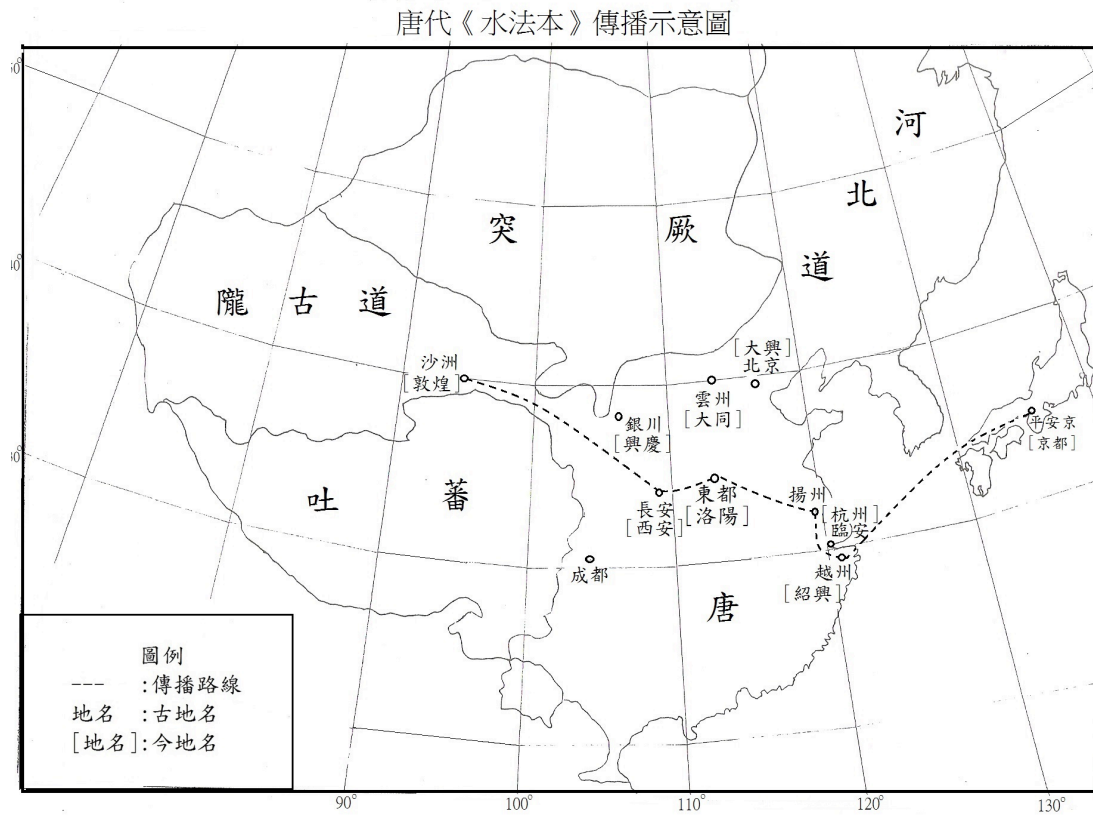 唐代《水法本》傳播示意圖
河
北
道
突 厥
隴 古 道
沙洲
[敦煌]
[大興]
北京
雲州
[大同]
銀川
[興慶]
平安京
[京都]
吐 蕃
長安
[西安]
東都
[洛陽]
揚州
[杭州]
臨安
越州
[紹興]
成都
唐
圖例
--- :傳播路線
地名 :古地名
[地名]:今地名
90° 100° 110° 120° 130°